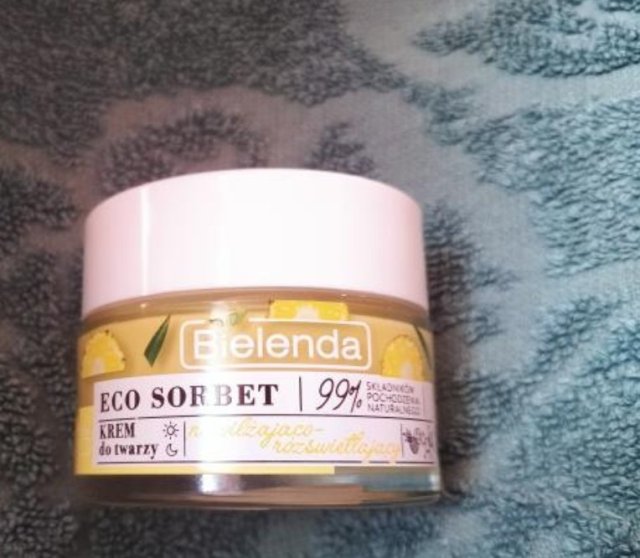 Bielenda
ECO SORBET | 99% SKŁADNIKÓW
POCHODZENIA
NATURALNEGO
KREM
do twarzy
nawilżająco-
rozświetlający